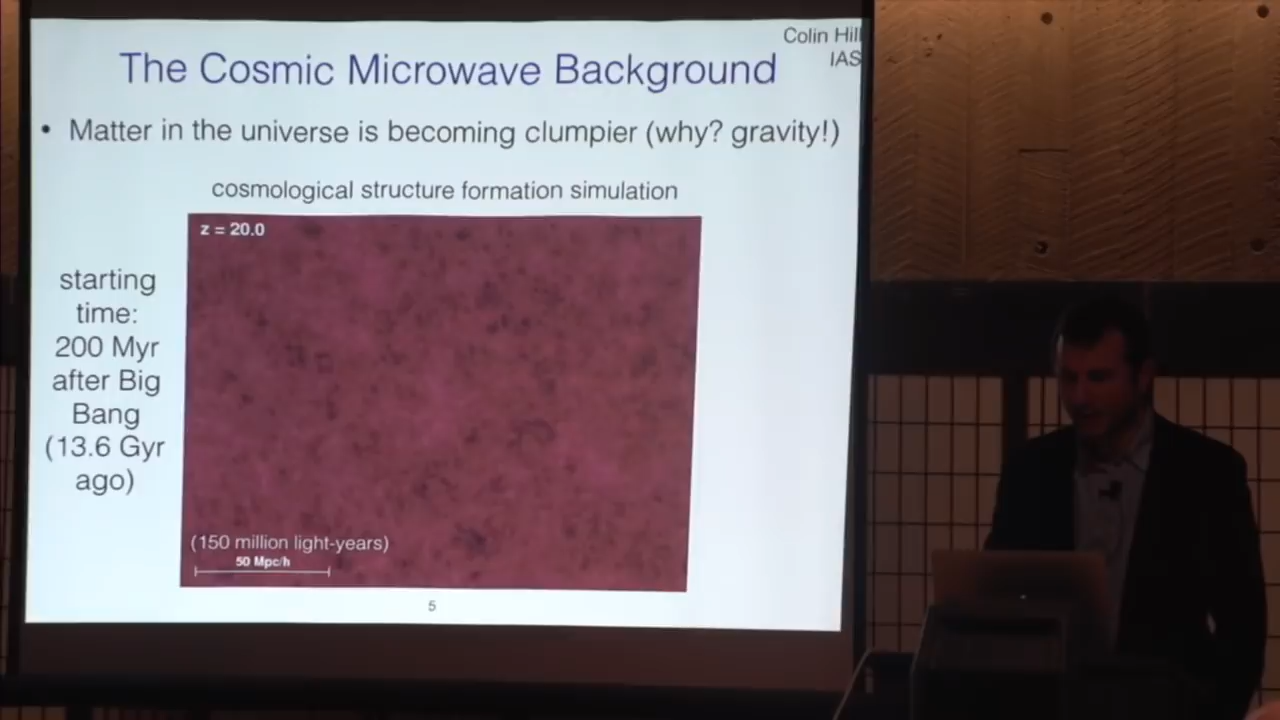 Colin Hill
IAS
The Cosmic Microwave Background
• Matter in the universe is becoming clumpier (why? gravity!)
cosmological structure formation simulation
z = 20.0
starting
time:
200 Myr
after Big
Bang
(13.6 Gyr
ago)
(150 million light-years)
50 Mpc/h
5